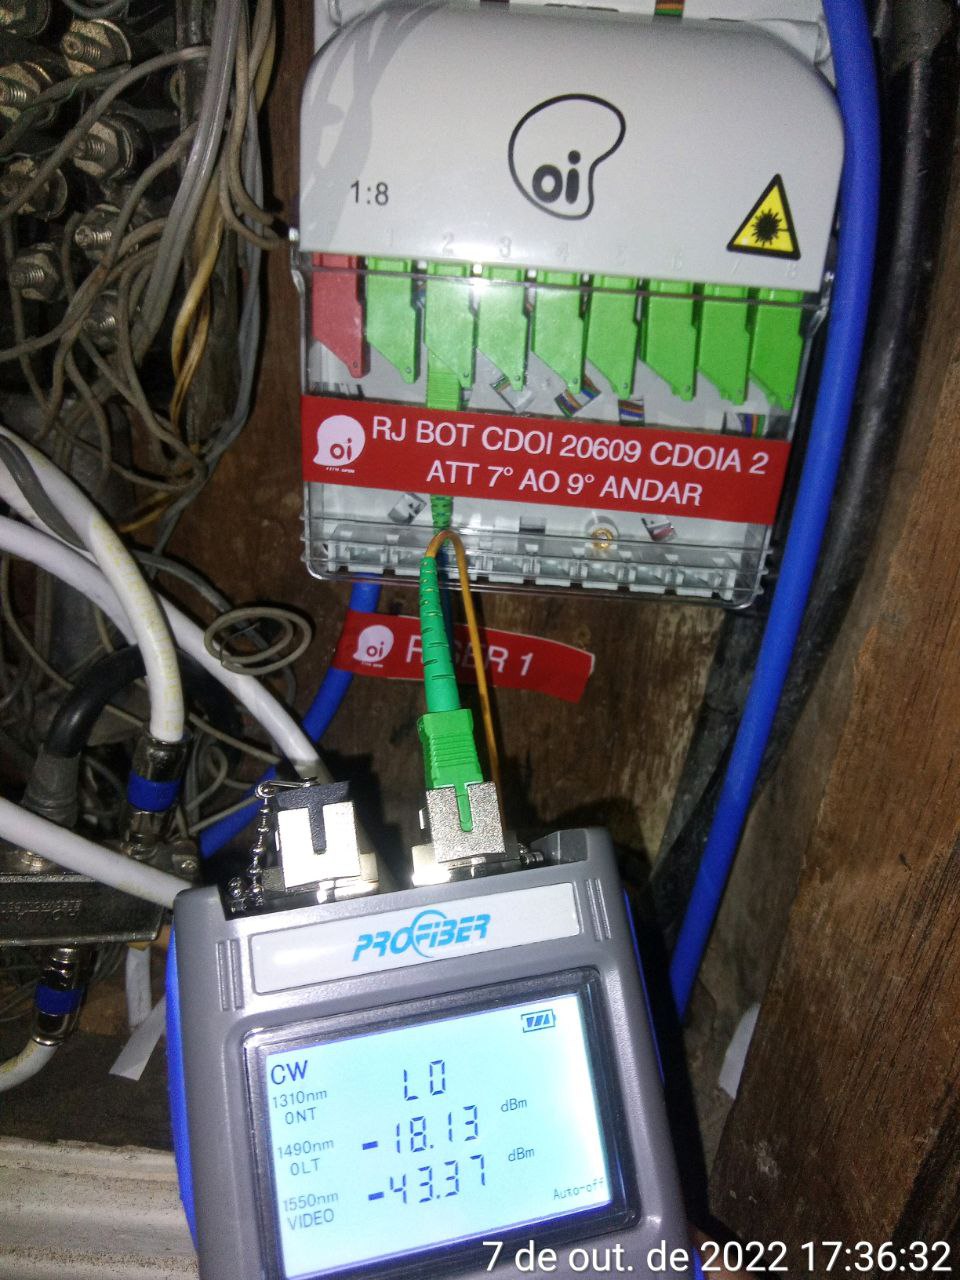 oi
1:8
1 2 3 4 5 6 7 8
oi
RJ BOT CDOI 20609 CDOIA 2
ATT 7° AO 9° ANDAR
oi
RISER 1
PROFIBER
CW
1310nm
ONT
LO
1490nm
OLT
-18.13 dBm
1550nm
VIDEO
-43.37 dBm
Auto-off
7 de out. de 2022 17:36:32